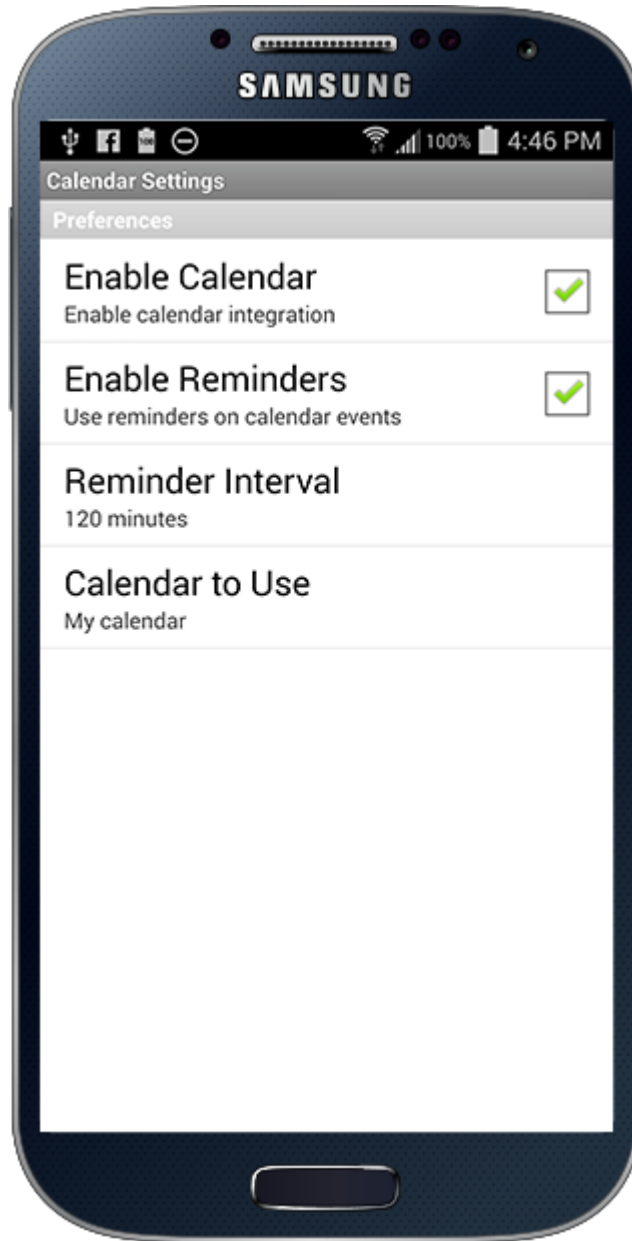 SAMSUNG
100% 4:46 PM
Calendar Settings
Preferences
Enable Calendar
Enable calendar integration
Enable Reminders
Use reminders on calendar events
Reminder Interval
120 minutes
Calendar to Use
My calendar